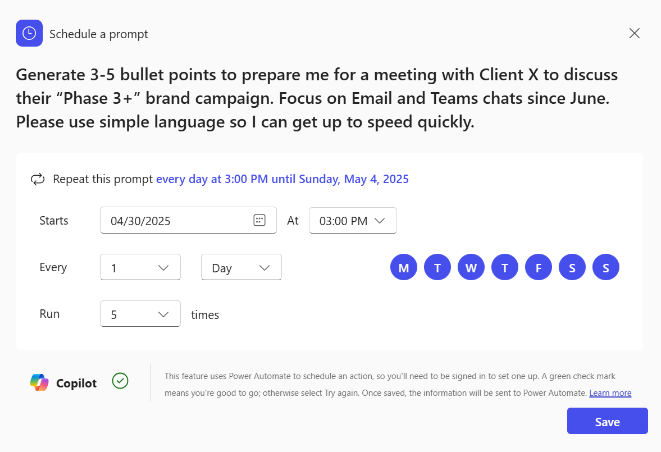 Schedule a prompt
Generate 3-5 bullet points to prepare me for a meeting with Client X to discuss
their “Phase 3+” brand campaign. Focus on Email and Teams chats since June.
Please use simple language so I can get up to speed quickly.
Repeat this prompt every day at 3:00 PM until Sunday, May 4, 2025
Starts 04/30/2025 At 03:00 PM
Every 1 Day M T W T F S S
Run 5 times
Copilot
This feature uses Power Automate to schedule an action, so you'll need to be signed in to set one up. A green check mark
means you're good to go; otherwise select Try again. Once saved, the information will be sent to Power Automate. Learn more
Save